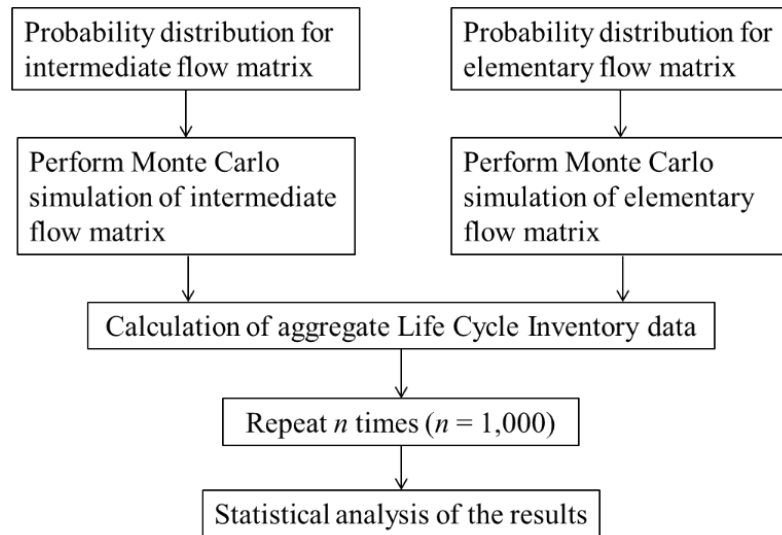 Probability distribution for
intermediate flow matrix
Probability distribution for
elementary flow matrix
Perform Monte Carlo
simulation of intermediate
flow matrix
Perform Monte Carlo
simulation of elementary
flow matrix
Calculation of aggregate Life Cycle Inventory data
Repeat n times (n = 1,000)
Statistical analysis of the results